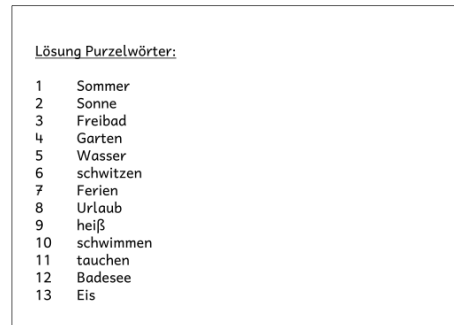 Lösung Purzelwörter:
1 Sommer
2 Sonne
3 Freibad
4 Garten
5 Wasser
6 schwitzen
7 Ferien
8 Urlaub
9 heiß
10 schwimmen
11 tauchen
12 Badesee
13 Eis